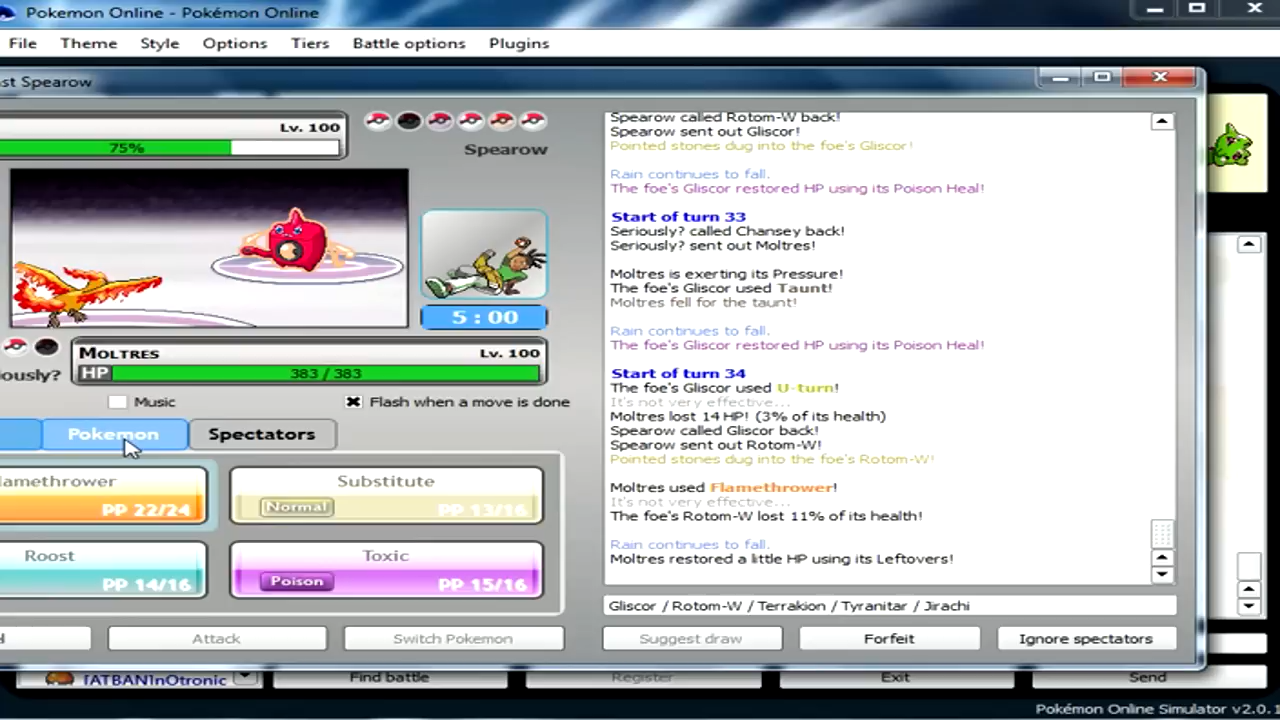 Pokemon Online - Pokémon Online
File Theme Style Options Tiers Battle options Plugins
st Spearow
Lv. 100
75%
Spearow
5 : 00
MOLTRES Lv. 100
iously?
HP 383 / 383
Music
Flash when a move is done
Pokemon
Spectators
lamethrower
PP 22/24
Substitute
Normal PP 13/16
Roost
PP 14/16
Toxic
Poison PP 15/16
Attack
Switch Pokemon
Spearow called Rotom-W back!
Spearow sent out Gliscor!
Pointed stones dug into the foe's Gliscor!
Rain continues to fall.
The foe's Gliscor restored HP using its Poison Heal!
Start of turn 33
Seriously? called Chansey back!
Seriously? sent out Moltres!
Moltres is exerting its Pressure!
The foe's Gliscor used Taunt!
Moltres fell for the taunt!
Rain continues to fall.
The foe's Gliscor restored HP using its Poison Heal!
Start of turn 34
The foe's Gliscor used U-turn!
It's not very effective...
Moltres lost 14 HP! (3% of its health)
Spearow called Gliscor back!
Spearow sent out Rotom-W!
Pointed stones dug into the foe's Rotom-W!
Moltres used Flamethrower!
It's not very effective...
The foe's Rotom-W lost 11% of its health!
Rain continues to fall.
Moltres restored a little HP using its Leftovers!
Gliscor / Rotom-W / Terrakion / Tyranitar / Jirachi
Suggest draw
Forfeit
Ignore spectators
fATBANfnOtronic
Find battle
Register
Exit
Send
Pokémon Online Simulator v2.0.